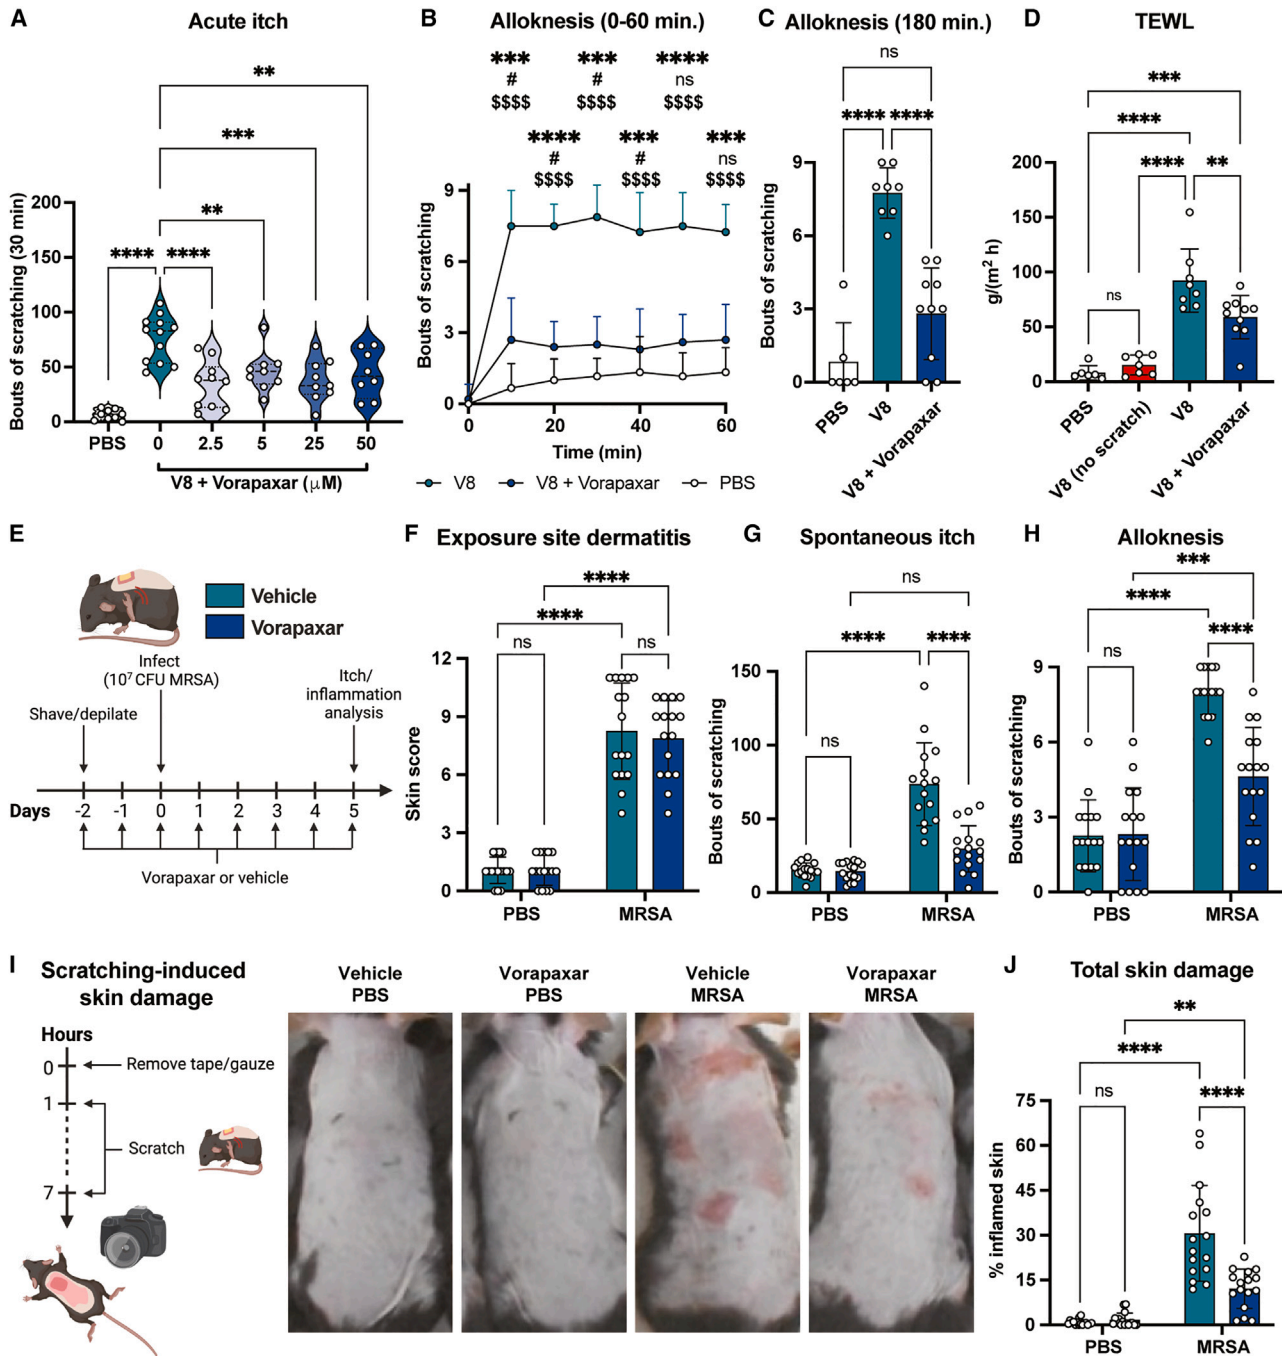 A Acute itch
** 
***
**
**** ****
Bouts of scratching (30 min)
200
150
100
50
0
PBS 0 2.5 5 25 50
V8 + Vorapaxar (μM)
B Alloknesis (0-60 min.)
*** *** ****
# # ns
$$$$ $$$$ $$$$
**** *** ***
# # ns
$$$$ $$$$ $$$$
Bouts of scratching
9
6
3
0
0 20 40 60
Time (min)
V8 V8 + Vorapaxar PBS
C Alloknesis (180 min.)
ns
**** ****
Bouts of scratching
9
6
3
0
PBS
V8
V8 + Vorapaxar
D TEWL
***
****
**** **
ns
g/(m² h)
200
150
100
50
0
PBS
V8 (no scratch)
V8
V8 + Vorapaxar
E
Vehicle
Vorapaxar
Infect
(10⁷ CFU MRSA)
Itch/
inflammation
analysis
Shave/depilate
Days -2 -1 0 1 2 3 4 5
Vorapaxar or vehicle
F Exposure site dermatitis
****
****
ns ns
Skin score
12
9
6
3
0
PBS MRSA
G Spontaneous itch
ns
**** ****
ns
Bouts of scratching
150
100
50
0
PBS MRSA
H Alloknesis
***
****
****
ns
Bouts of scratching
9
6
3
0
PBS MRSA
I Scratching-induced
skin damage
Hours
0 Remove tape/gauze
1
Scratch
7
Vehicle
PBS
Vorapaxar
PBS
Vehicle
MRSA
Vorapaxar
MRSA
J Total skin damage
**
****
ns ****
% inflamed skin
75
60
45
30
15
0
PBS MRSA